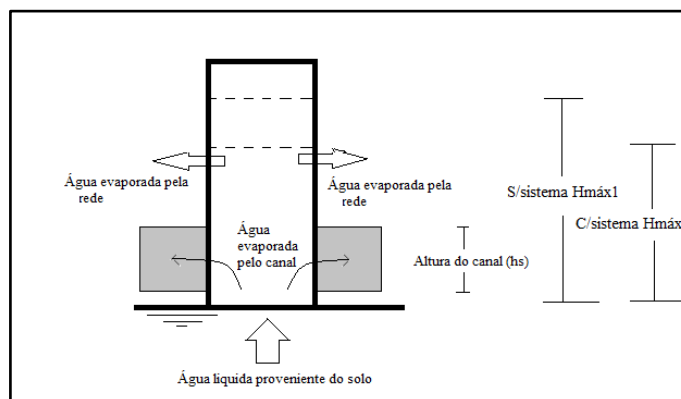 Água evaporada pela
rede
Água evaporada pela
rede
Água
evaporada
pelo canal
S/sistema Hmáx1
C/sistema Hmáx
Altura do canal (hs)
Água líquida proveniente do solo